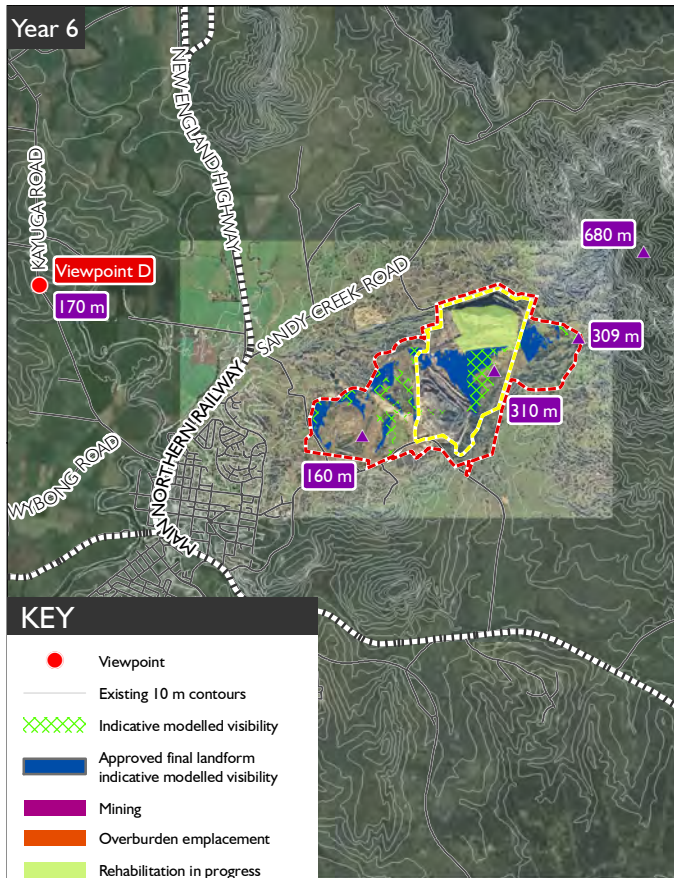 Year 6
NEW ENGLAND HIGHWAY
KAYUGA ROAD
680 m
Viewpoint D
170 m
SANDY CREEK ROAD
309 m
310 m
MAIN NORTHERN RAILWAY
WYBONG ROAD
160 m
KEY
Viewpoint
Existing 10 m contours
Indicative modelled visibility
Approved final landform
indicative modelled visibility
Mining
Overburden emplacement
Rehabilitation in progress